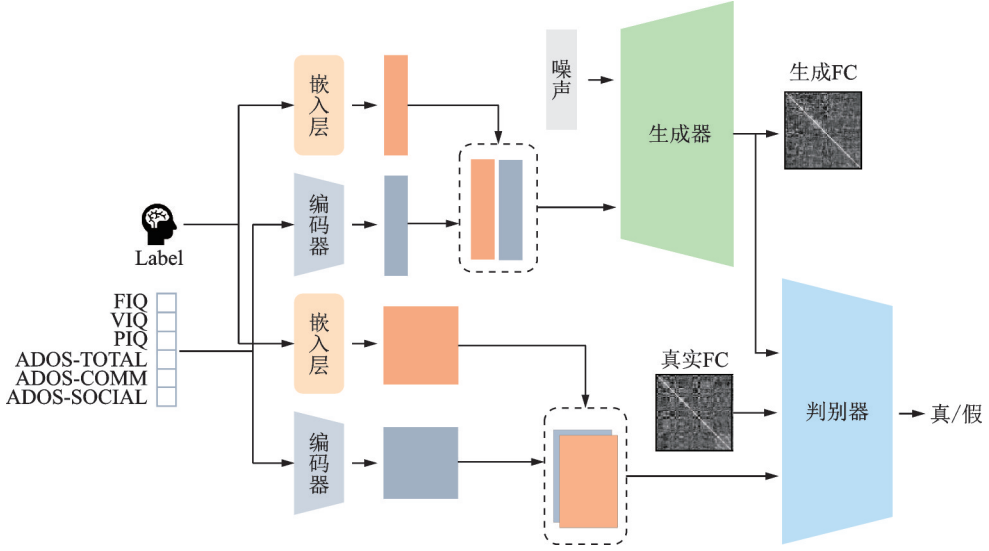 嵌入层
噪声
生成器
生成FC
编码器
Label
FIQ
VIQ
PIQ
ADOS-TOTAL
ADOS-COMM
ADOS-SOCIAL
嵌入层
真实FC
编码器
判别器
真/假